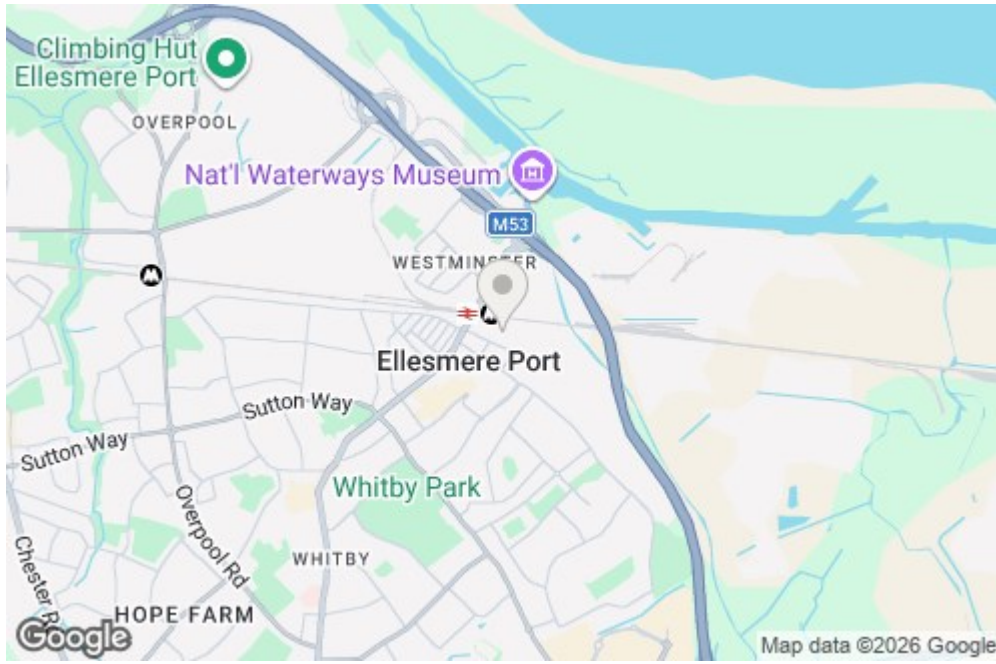 Climbing Hut
Ellesmere Port
OVERPOOL
Nat'l Waterways Museum
M53
WESTMINSTER
Ellesmere Port
Sutton Way
Sutton Way
Whitby Park
Overpool Rd
WHITBY
Chester R
HOPE FARM
Google
Map data ©2026 Google